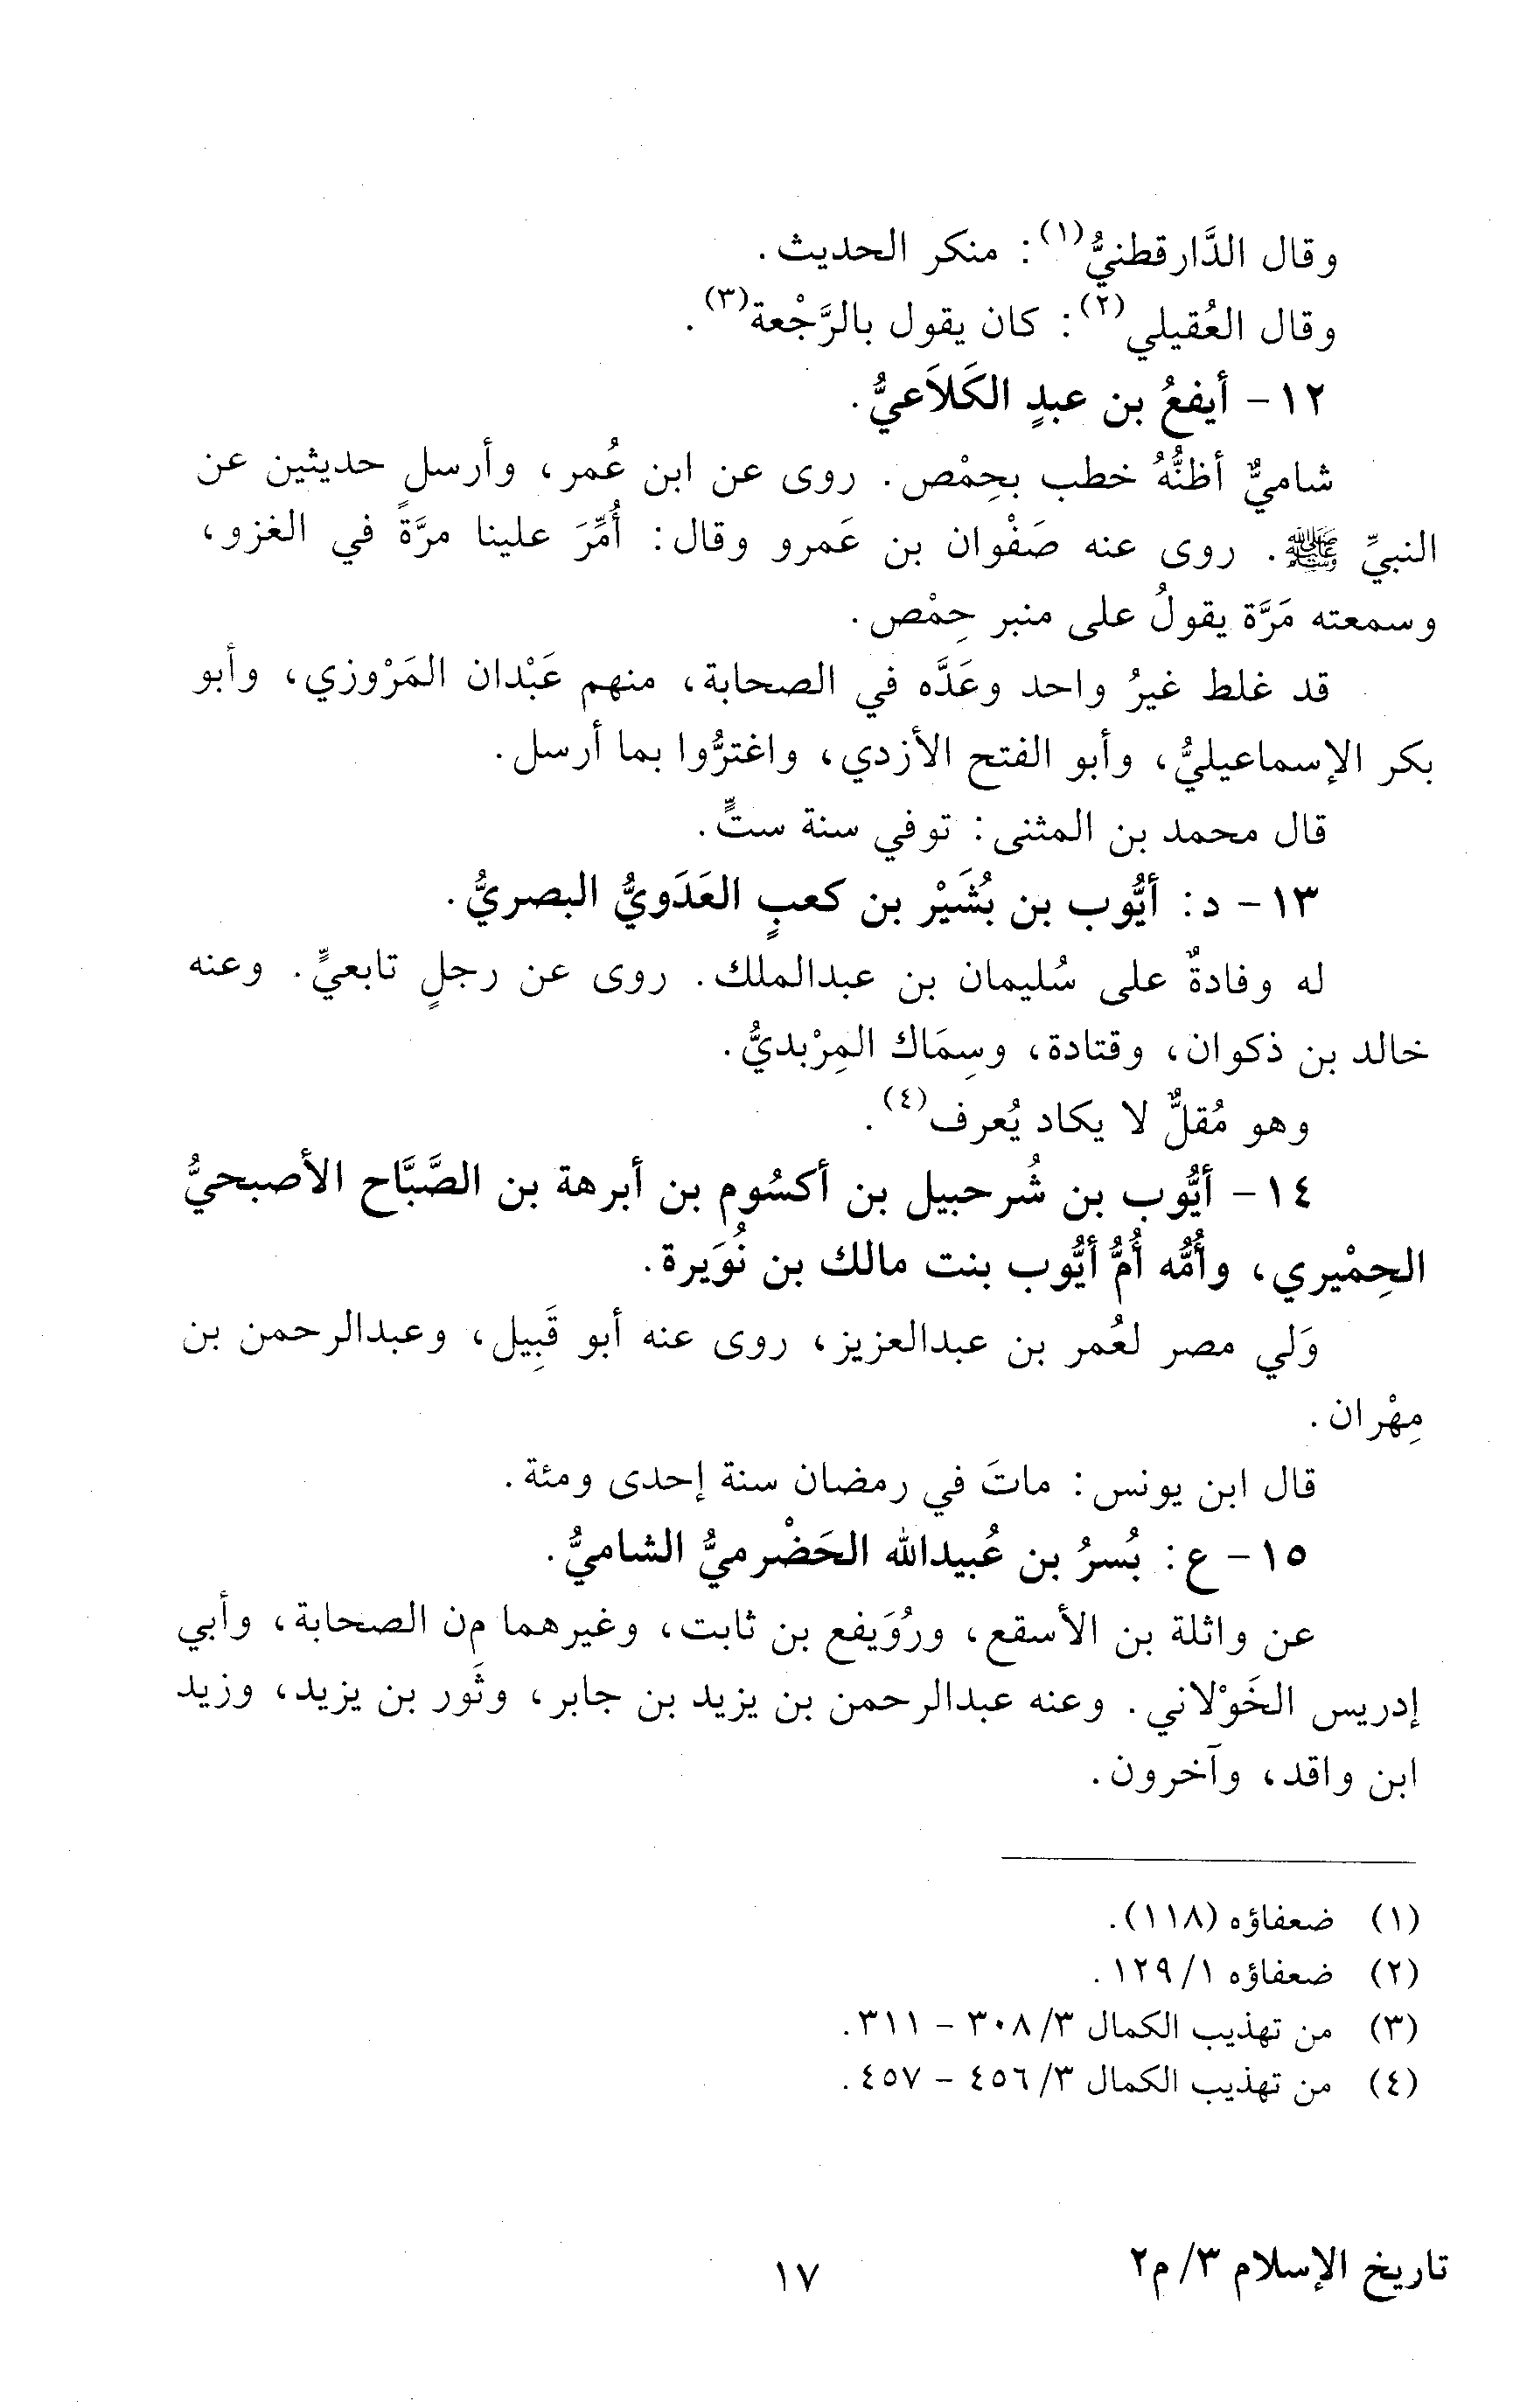 وقال الدَّارقطنيُّ(١): منكر الحديث.
وقال العُقيلي(٢): كان يقول بالرَّجْعة(٣).
١٢- أيفعُ بن عبدٍ الكَلاَعيُّ.
شاميٌّ أظنُّهُ خطب بحِمْص. روى عن ابن عُمر، وأرسل حديثين عن
النبيِّ ﷺ. روى عنه صَفْوان بن عَمرو وقال: أُمِّرَ علينا مرَّةً في الغزو،
وسمعته مَرَّة يقولُ على منبر حِمْص.
قد غلط غيرُ واحد وعَدَّه في الصحابة، منهم عَبْدان المَرْوزي، وأبو
بكر الإسماعيليُّ، وأبو الفتح الأزدي، واغترُّوا بما أرسل.
قال محمد بن المثنى: توفي سنة ستٍّ.
١٣- د: أيُّوب بن بُشَيْر بن كعبٍ العَدَويُّ البصريُّ.
له وفادةٌ على سُليمان بن عبدالملك. روى عن رجلٍ تابعيٍّ. وعنه
خالد بن ذكوان، وقتادة، وسِمَاك المِرْبديُّ.
وهو مُقلٌّ لا يكاد يُعرف(٤).
١٤- أيُّوب بن شُرحبيل بن أكسُوم بن أبرهة بن الصَّبَّاح الأصبحيُّ
الحِمْيري، وأُمُّه أُمُّ أيُّوب بنت مالك بن نُوَيرة.
وَلي مصر لعُمر بن عبدالعزيز، روى عنه أبو قَبِيل، وعبدالرحمن بن
مِهْران.
قال ابن يونس: ماتَ في رمضان سنة إحدى ومئة.
١٥- ع: بُسرُ بن عُبيدالله الحَضْرميُّ الشاميُّ.
عن واثلة بن الأسقع، ورُوَيفع بن ثابت، وغيرهما من الصحابة، وأبي
إدريس الخَوْلاني. وعنه عبدالرحمن بن يزيد بن جابر، وثَور بن يزيد، وزيد
ابن واقد، وآخرون.
(١) ضعفاؤه (١١٨).
(٢) ضعفاؤه ١/ ١٢٩.
(٣) من تهذيب الكمال ٣/ ٣٠٨ - ٣١١.
(٤) من تهذيب الكمال ٣/ ٤٥٦ - ٤٥٧.
تاريخ الإسلام ٣/ م٢
١٧